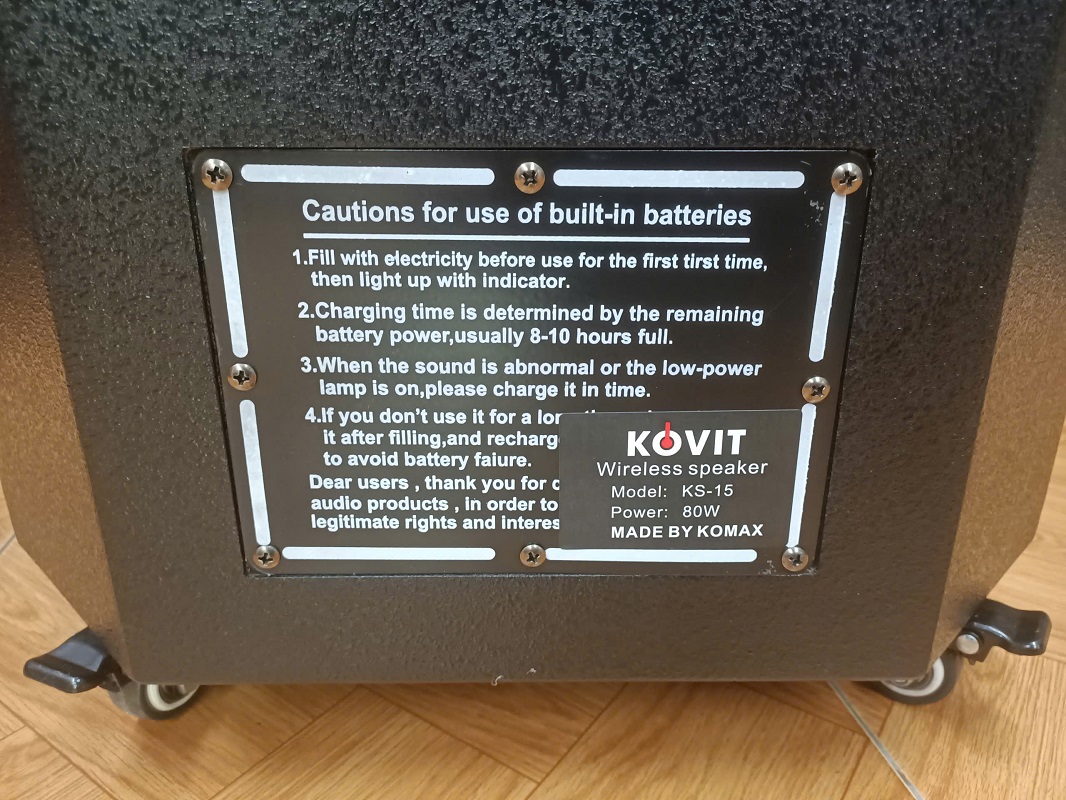 Cautions for use of built-in batteries
1.Fill with electricity before use for the first tirst time,
then light up with indicator.
2.Charging time is determined by the remaining
battery power,usually 8-10 hours full.
3.When the sound is abnormal or the low-power
lamp is on,please charge it in time.
4.If you don't use it for a
it after filling,and
to avoid battery faiure.
Dear users , thank you for
audio products , in order to
legitimate rights and
KOVIT
Wireless speaker
Model: KS-15
Power: 80W
MADE BY KOMAX